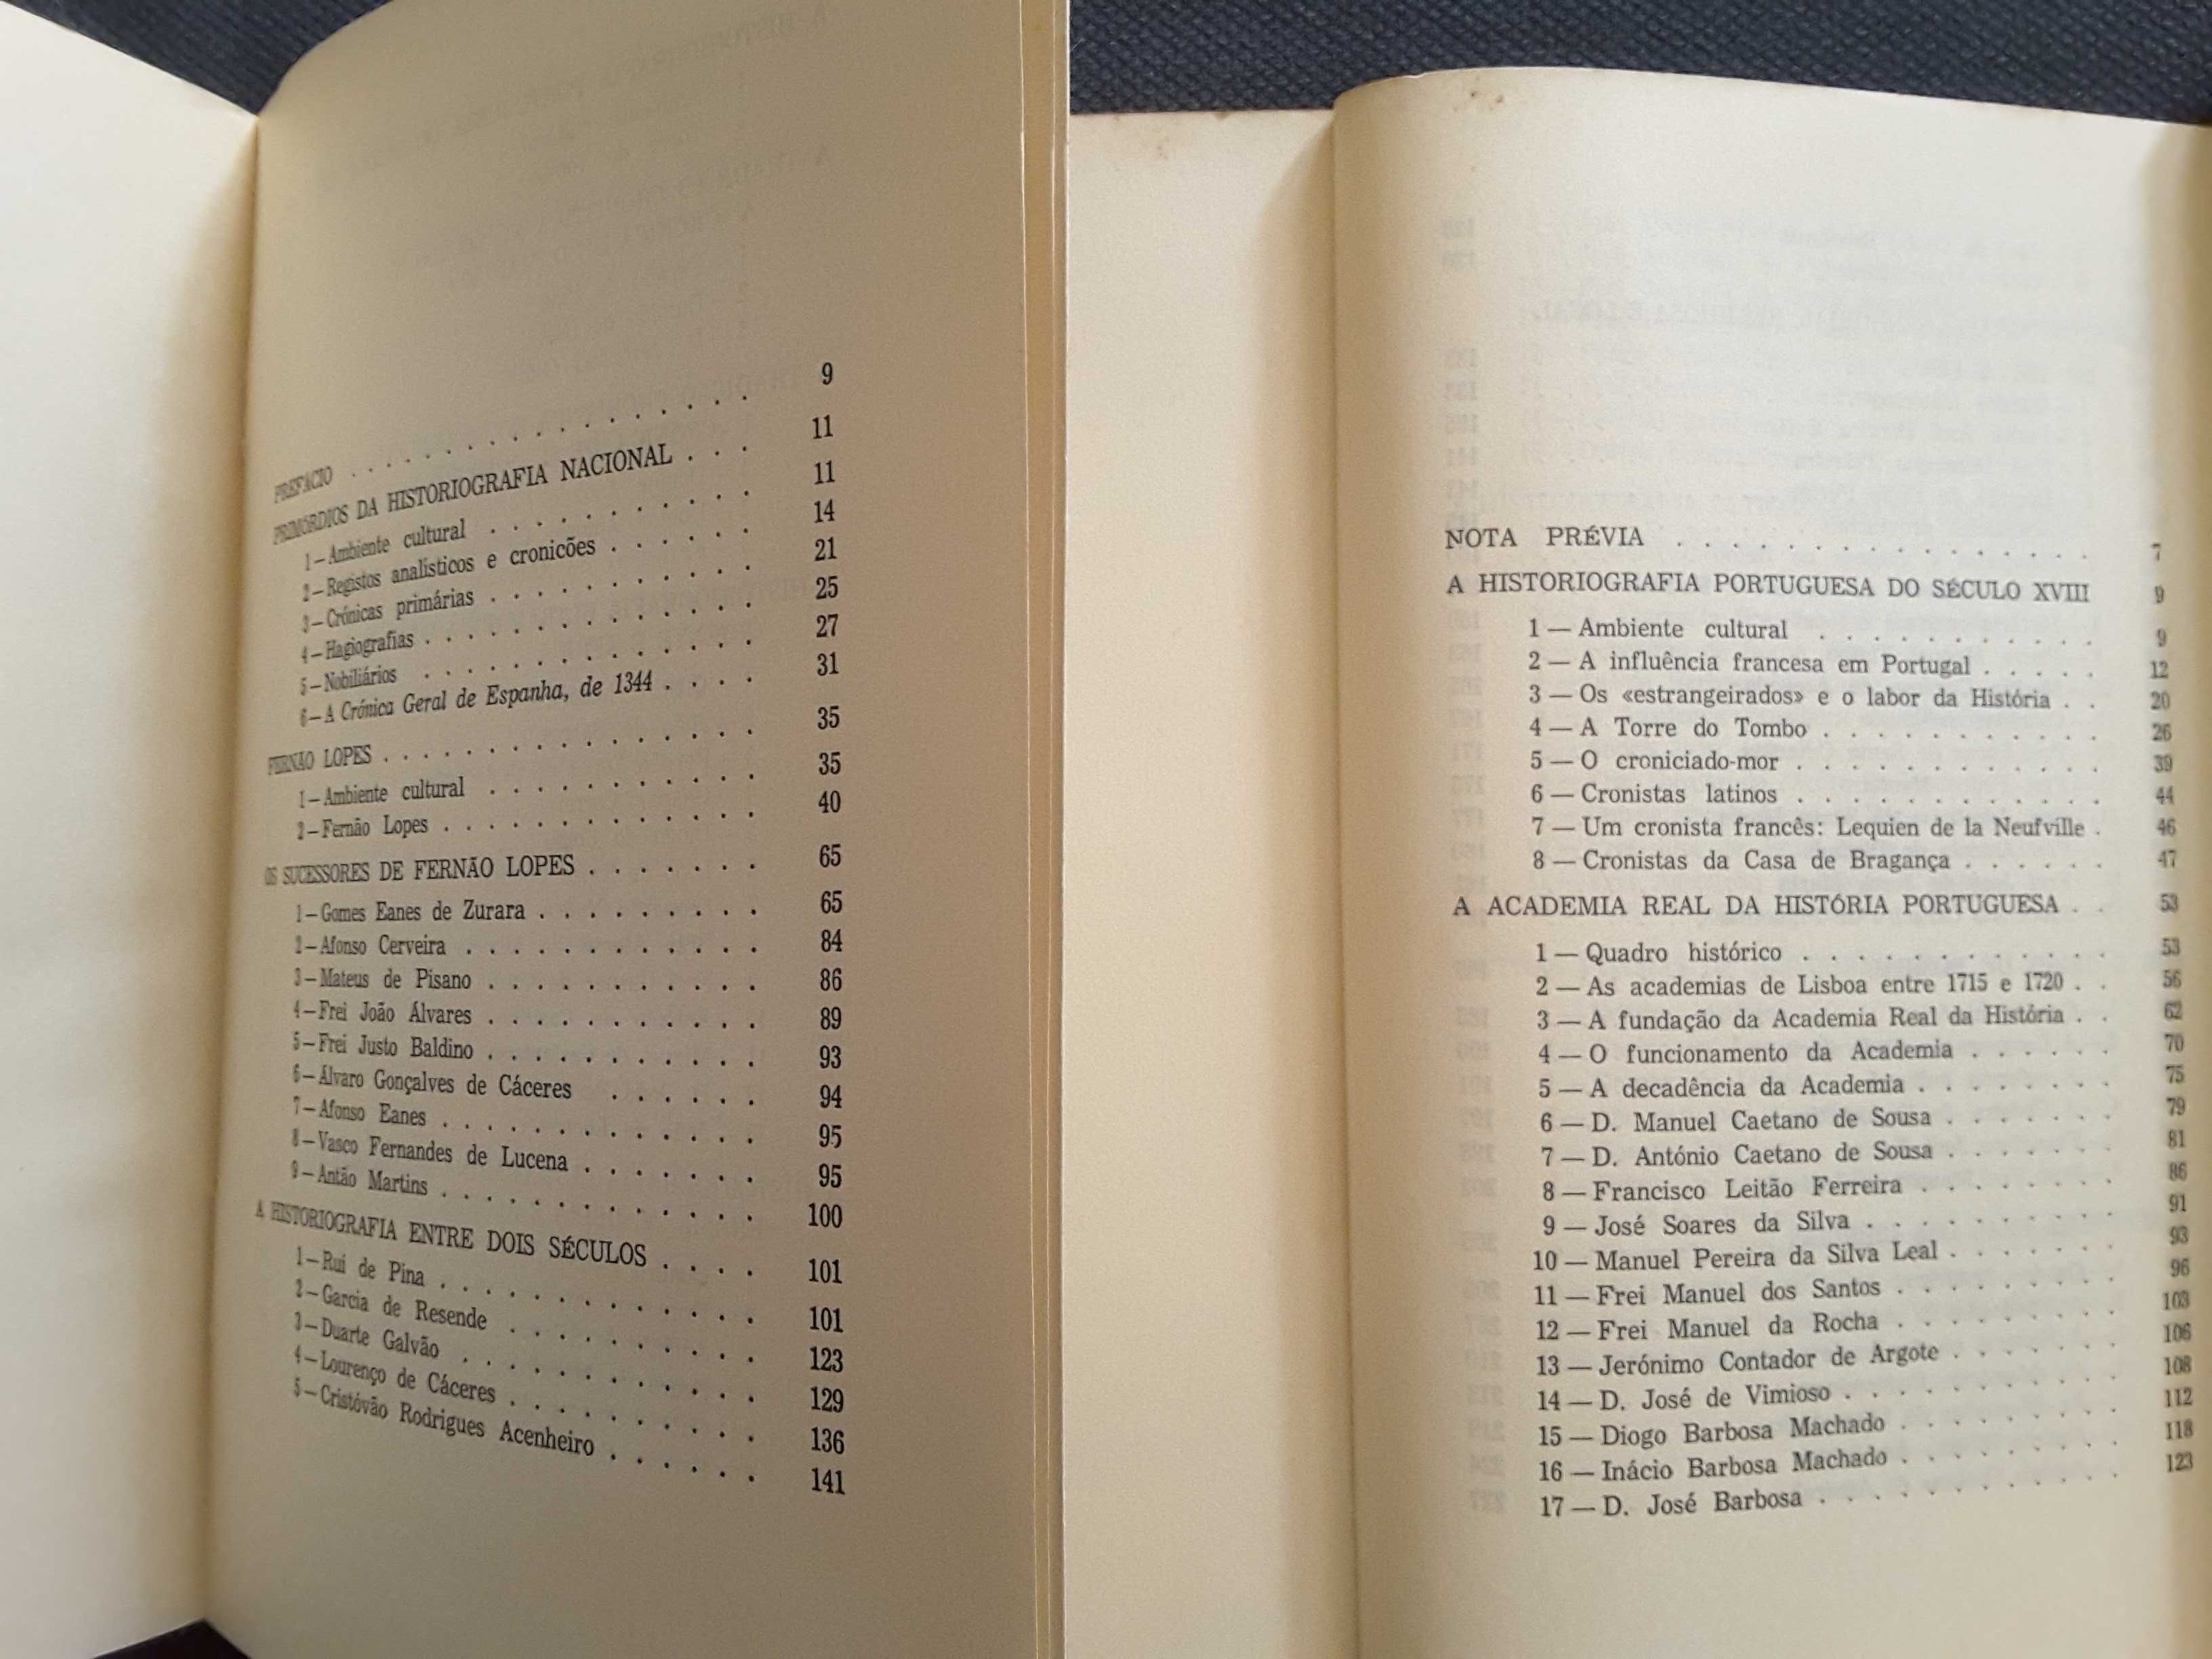 PREFÁCIO . . . . . . . . . . . . . . . . 9
PRIMÓRDIOS DA HISTORIOGRAFIA NACIONAL . . . 11
1 — Ambiente cultural . . . . . . . . . . 11
2 — Registos analísticos e cronicões . . . . . . 14
3 — Crónicas primárias . . . . . . . . . . 21
4 — Hagiografias . . . . . . . . . . . . 25
5 — Nobiliários . . . . . . . . . . . . 27
6 — A Crónica Geral de Espanha, de 1344 . . . . 31
FERNÃO LOPES . . . . . . . . . . . . . . 35
1 — Ambiente cultural . . . . . . . . . . 35
2 — Fernão Lopes . . . . . . . . . . . . 40
OS SUCESSORES DE FERNÃO LOPES . . . . . . . 65
1 — Gomes Eanes de Zurara . . . . . . . . . 65
2 — Afonso Cerveira . . . . . . . . . . . 84
3 — Mateus de Pisano . . . . . . . . . . 86
4 — Frei João Álvares . . . . . . . . . . 89
5 — Frei Justo Baldino . . . . . . . . . . 93
6 — Álvaro Gonçalves de Cáceres . . . . . . 94
7 — Afonso Eanes . . . . . . . . . . . . 95
8 — Vasco Fernandes de Lucena . . . . . . . 95
9 — Antão Martins . . . . . . . . . . . . 100
A HISTORIOGRAFIA ENTRE DOIS SÉCULOS . . . . 101
1 — Rui de Pina . . . . . . . . . . . . 101
2 — Garcia de Resende . . . . . . . . . . 123
3 — Duarte Galvão . . . . . . . . . . . 129
4 — Lourenço de Cáceres . . . . . . . . . 136
5 — Cristóvão Rodrigues Acenheiro . . . . . . 141
NOTA PRÉVIA . . . . . . . . . . . . . . . 7
A HISTORIOGRAFIA PORTUGUESA DO SÉCULO XVIII 9
1 — Ambiente cultural . . . . . . . . . . . 9
2 — A influência francesa em Portugal . . . . . 12
3 — Os «estrangeirados» e o labor da História . . 20
4 — A Torre do Tombo . . . . . . . . . . . 26
5 — O croniciado-mor . . . . . . . . . . . . 39
6 — Cronistas latinos . . . . . . . . . . . . 44
7 — Um cronista francês: Lequien de la Neufville . 46
8 — Cronistas da Casa de Bragança . . . . . . 47
A ACADEMIA REAL DA HISTÓRIA PORTUGUESA . . 53
1 — Quadro histórico . . . . . . . . . . . . 53
2 — As academias de Lisboa entre 1715 e 1720 . . 56
3 — A fundação da Academia Real da História . . 62
4 — O funcionamento da Academia . . . . . . 70
5 — A decadência da Academia . . . . . . . . 75
6 — D. Manuel Caetano de Sousa . . . . . . . 79
7 — D. António Caetano de Sousa . . . . . . . 81
8 — Francisco Leitão Ferreira . . . . . . . . 86
9 — José Soares da Silva . . . . . . . . . . 91
10 — Manuel Pereira da Silva Leal . . . . . . . 93
11 — Frei Manuel dos Santos . . . . . . . . . 96
12 — Frei Manuel da Rocha . . . . . . . . . 103
13 — Jerónimo Contador de Argote . . . . . . . 106
14 — D. José de Vimioso . . . . . . . . . . . 108
15 — Diogo Barbosa Machado . . . . . . . . . 112
16 — Inácio Barbosa Machado . . . . . . . . . 118
17 — D. José Barbosa . . . . . . . . . . . . 123